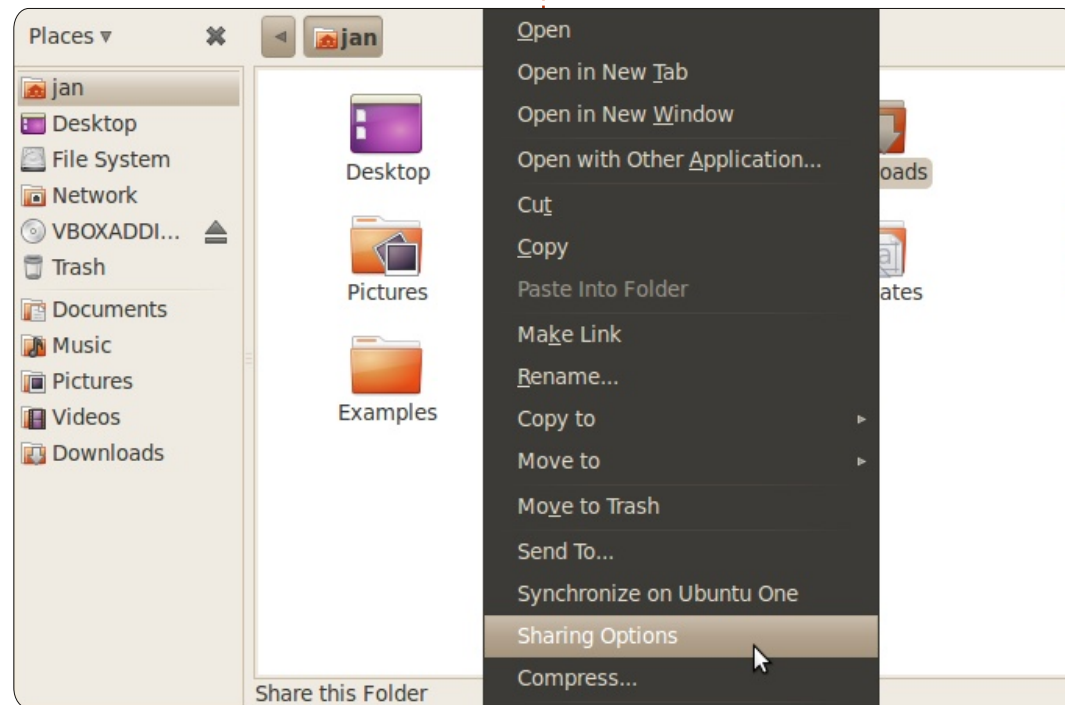 Places
jan
jan
Desktop
File System
Network
VBOXADDI...
Trash
Documents
Music
Pictures
Videos
Downloads
Desktop
Pictures
Examples
oads
ates
Open
Open in New Tab
Open in New Window
Open with Other Application...
Cut
Copy
Paste Into Folder
Make Link
Rename...
Copy to
Move to
Move to Trash
Send To...
Synchronize on Ubuntu One
Sharing Options
Compress...
Share this Folder